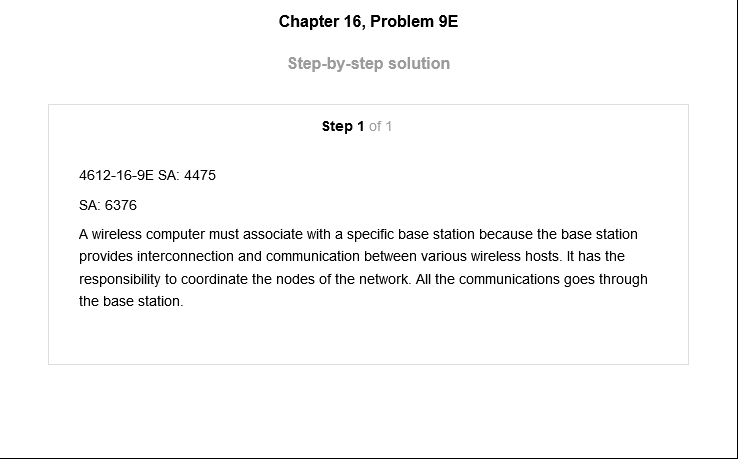 Chapter 16, Problem 9E
Step-by-step solution
Step 1 of 1
4612-16-9E SA: 4475
SA: 6376
A wireless computer must associate with a specific base station because the base station
provides interconnection and communication between various wireless hosts. It has the
responsibility to coordinate the nodes of the network. All the communications goes through
the base station.